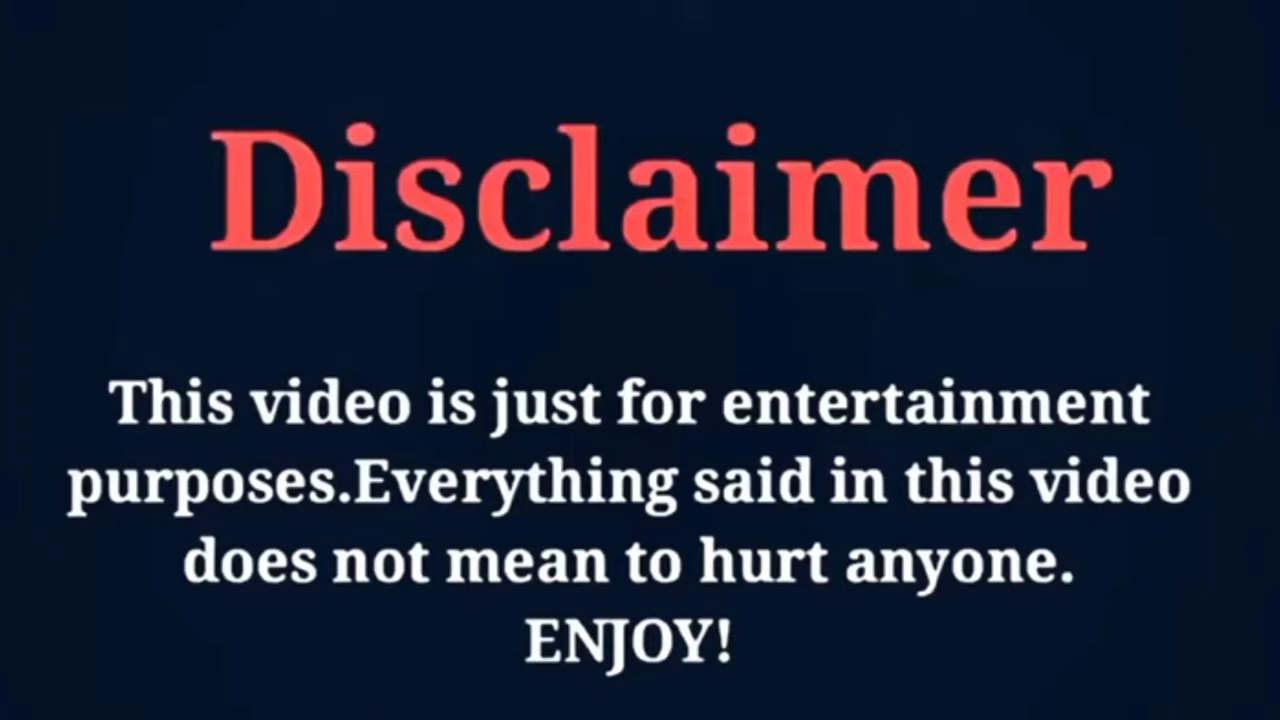 Disclaimer
This video is just for entertainment
purposes.Everything said in this video
does not mean to hurt anyone.
ENJOY!